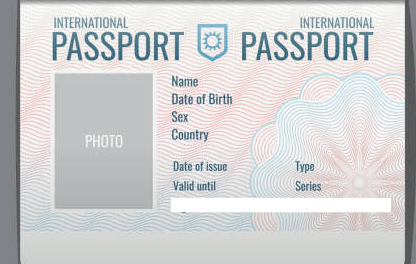 INTERNATIONAL INTERNATIONAL
PASSPORT PASSPORT
Name
Date of Birth
Sex
Country
PHOTO
Date of issue Type
Valid until Series